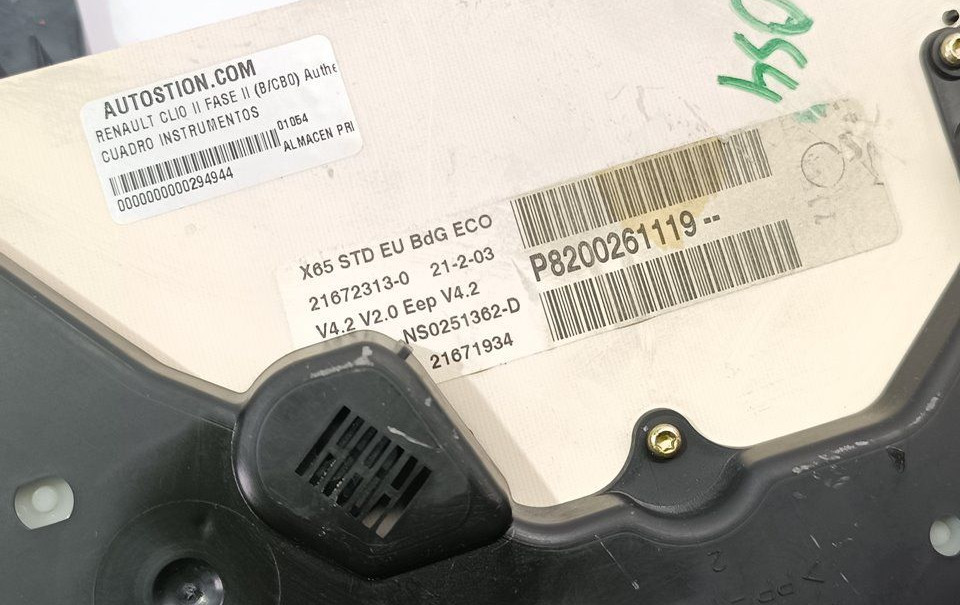 AUTOSTION.COM
RENAULT CLIO II FASE II (B/CB0) Authe
CUADRO INSTRUMENTOS
01054
ALMACEN PRI
0000000000294944
X65 STD EU BdG ECO
21672313-0 21-2-03
V4.2 V2.0 Eep V4.2
NS0251362-D
21671934
P8200261119 --